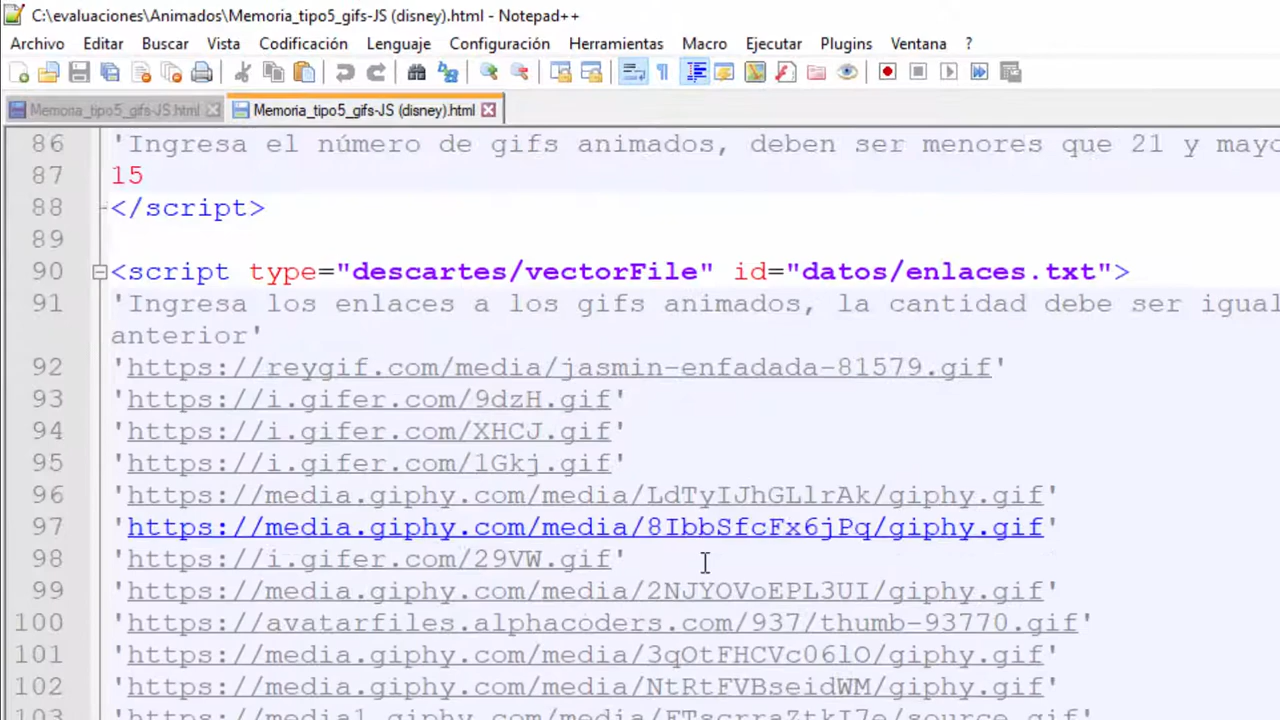 C:\evaluaciones\Animados\Memoria_tipo5_gifs-JS (disney).html - Notepad++
Archivo Editar Buscar Vista Codificación Lenguaje Configuración Herramientas Macro Ejecutar Plugins Ventana ?
Memoria_tipo5_gifs-JS.html Memoria_tipo5_gifs-JS (disney).html
86 'Ingresa el número de gifs animados, deben ser menores que 21 y mayo
87 15
88 </script>
89
90 <script type="descartes/vectorFile" id="datos/enlaces.txt">
91 'Ingresa los enlaces a los gifs animados, la cantidad debe ser igual
anterior'
92 'https://reygif.com/media/jasmin-enfadada-81579.gif'
93 'https://i.gifer.com/9dzH.gif'
94 'https://i.gifer.com/XHCJ.gif'
95 'https://i.gifer.com/1Gkj.gif'
96 'https://media.giphy.com/media/LdTyIJhGLlrAk/giphy.gif'
97 'https://media.giphy.com/media/8IbbSfcFx6jPq/giphy.gif'
98 'https://i.gifer.com/29VW.gif'
99 'https://media.giphy.com/media/2NJYOVoEPL3UI/giphy.gif'
100 'https://avatarfiles.alphacoders.com/937/thumb-93770.gif'
101 'https://media.giphy.com/media/3qOtFHCVc06lO/giphy.gif'
102 'https://media.giphy.com/media/NtRtFVBseidWM/giphy.gif'
103